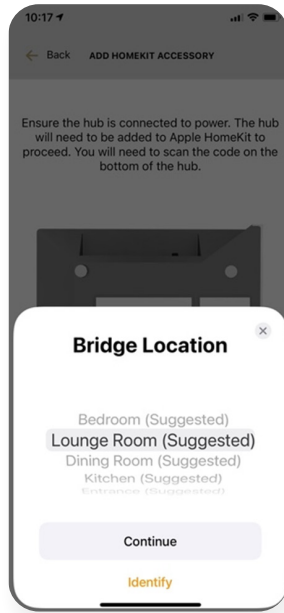 10:17
Back ADD HOMEKIT ACCESSORY
Ensure the hub is connected to power. The hub
will need to be added to Apple HomeKit to
proceed. You will need to scan the code on the
bottom of the hub.
Bridge Location
Bedroom (Suggested)
Lounge Room (Suggested)
Dining Room (Suggested)
Kitchen (Suggested)
Entrance (Suggested)
Continue
Identify